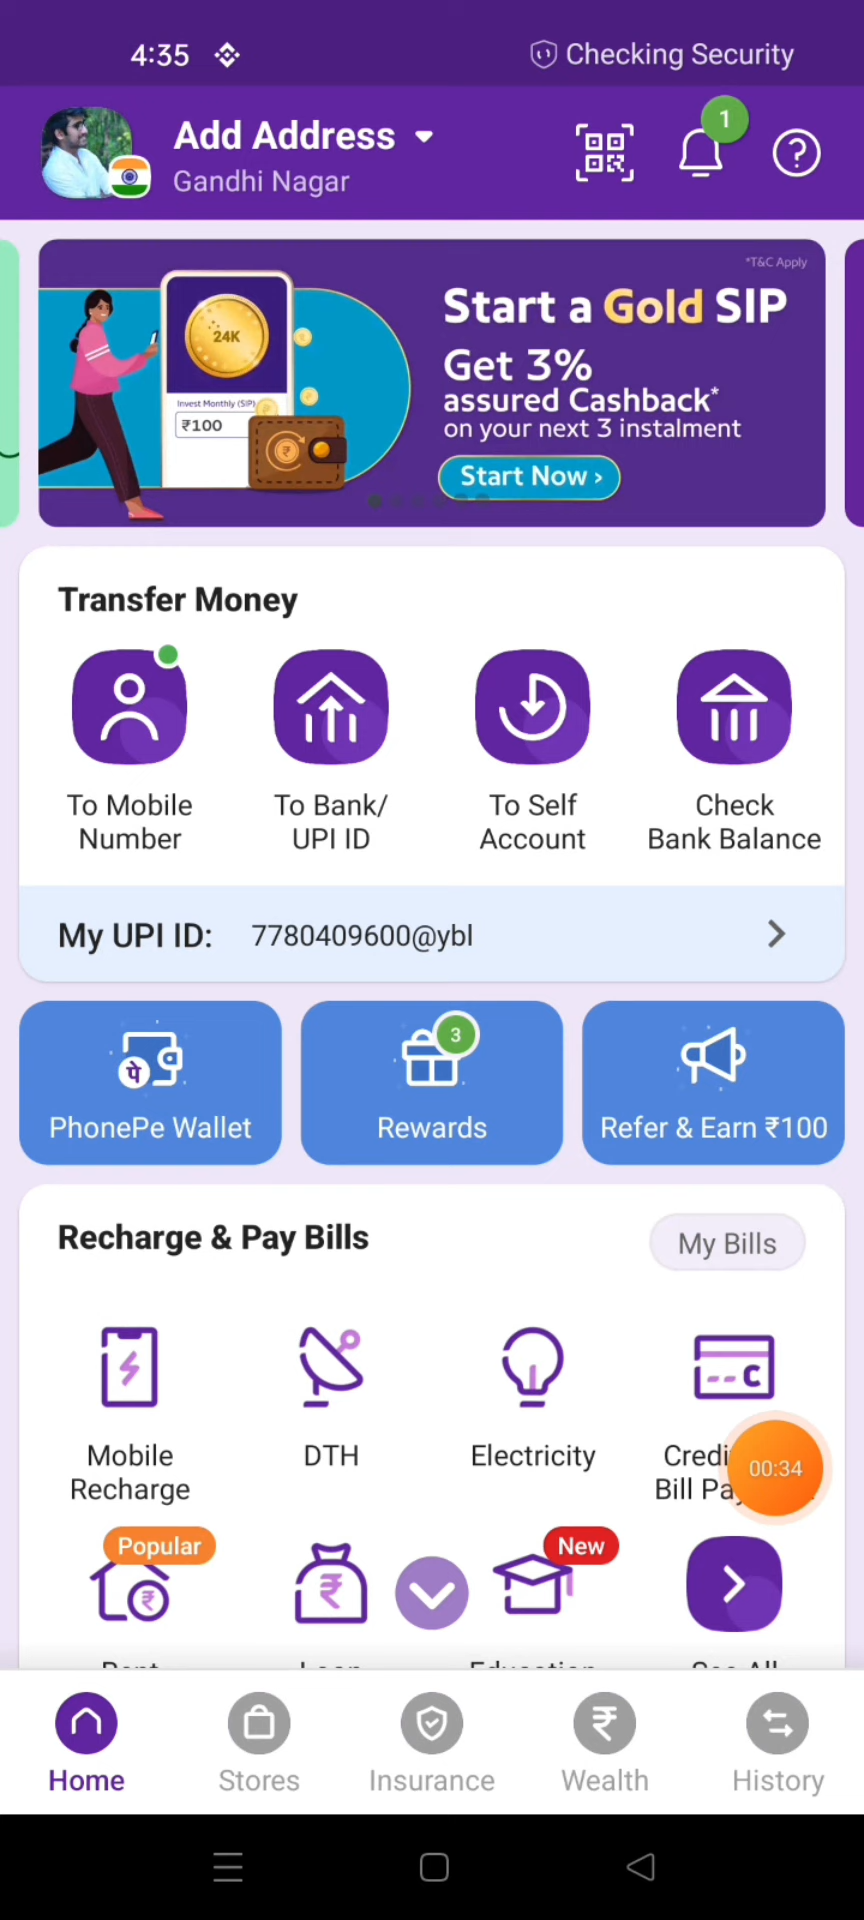 4:35
Checking Security
Add Address
Gandhi Nagar
1
*T&C Apply
Start a Gold SIP
Get 3%
assured Cashback*
on your next 3 instalment
Start Now ›
24K
Invest Monthly (SIP)
₹100
Transfer Money
To Mobile
Number
To Bank/
UPI ID
To Self
Account
Check
Bank Balance
My UPI ID: 7780409600@ybl
पे
PhonePe Wallet
3
Rewards
Refer & Earn ₹100
Recharge & Pay Bills
My Bills
Mobile
Recharge
DTH
Electricity
Credi
Bill Pa
00:34
Popular
New
Rent
Loan
Education
See All
Home
Stores
Insurance
Wealth
History